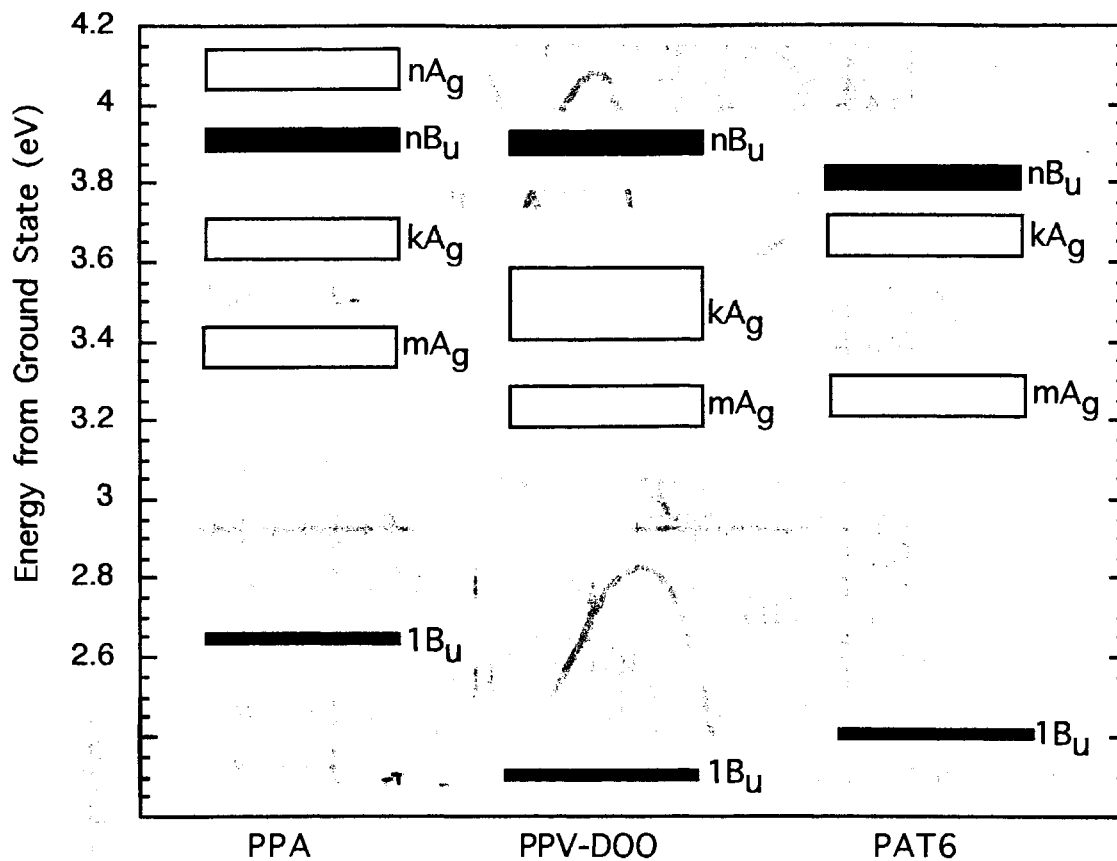 Energy from Ground State (eV)
4.2
4
3.8
3.6
3.4
3.2
3
2.8
2.6
nAg
nBu
kAg
mAg
1Bu
nBu
kAg
mAg
1Bu
nBu
kAg
mAg
1Bu
PPA PPV-DOO PAT6